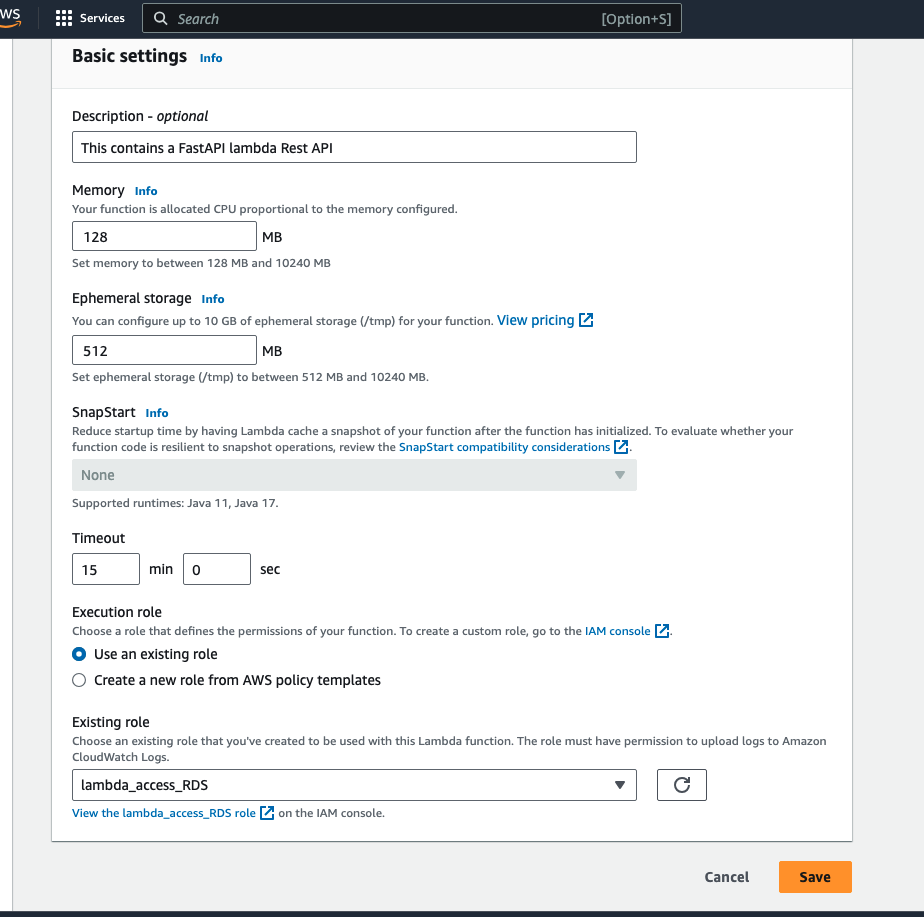 WS
Services
Search
[Option+S]
Basic settings Info
Description - optional
This contains a FastAPI lambda Rest API
Memory Info
Your function is allocated CPU proportional to the memory configured.
128 MB
Set memory to between 128 MB and 10240 MB
Ephemeral storage Info
You can configure up to 10 GB of ephemeral storage (/tmp) for your function. View pricing
512 MB
Set ephemeral storage (/tmp) to between 512 MB and 10240 MB.
SnapStart Info
Reduce startup time by having Lambda cache a snapshot of your function after the function has initialized. To evaluate whether your
function code is resilient to snapshot operations, review the SnapStart compatibility considerations.
None
Supported runtimes: Java 11, Java 17.
Timeout
15 min 0 sec
Execution role
Choose a role that defines the permissions of your function. To create a custom role, go to the IAM console.
Use an existing role
Create a new role from AWS policy templates
Existing role
Choose an existing role that you've created to be used with this Lambda function. The role must have permission to upload logs to Amazon
CloudWatch Logs.
lambda_access_RDS
View the lambda_access_RDS role on the IAM console.
Cancel Save